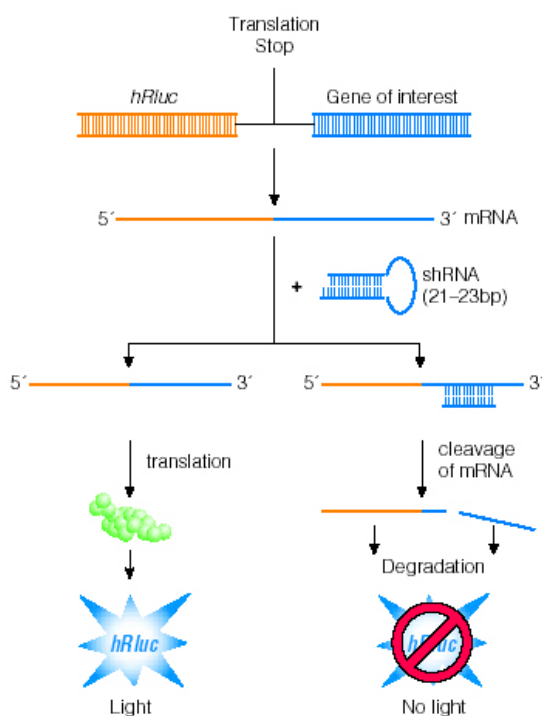 Translation
Stop
hRluc
Gene of interest
5´
3´ mRNA
+
shRNA
(21–23bp)
5´
3´
5´
3´
translation
cleavage
of mRNA
Degradation
hRluc
hRluc
Light
No light